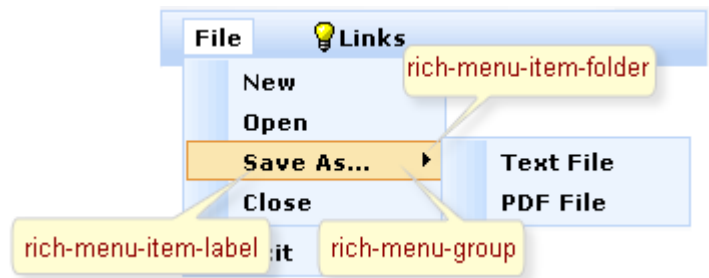 File Links
rich-menu-item-folder
New
Open
Save As... Text File
Close PDF File
rich-menu-item-label :it rich-menu-group